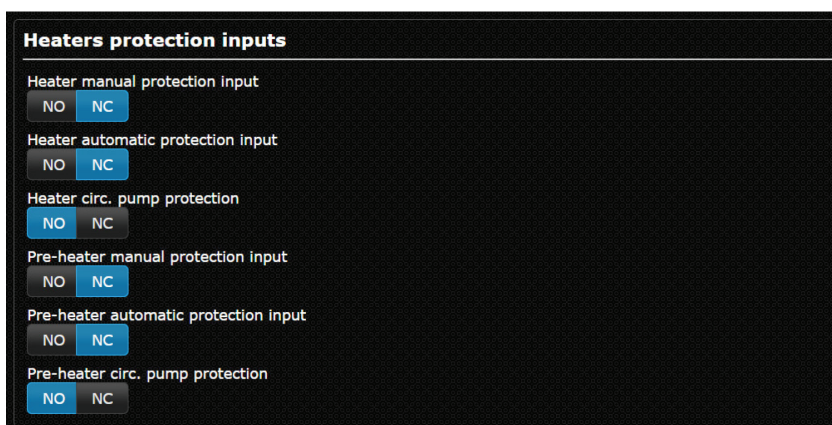 Heaters protection inputs
Heater manual protection input
NO NC
Heater automatic protection input
NO NC
Heater circ. pump protection
NO NC
Pre-heater manual protection input
NO NC
Pre-heater automatic protection input
NO NC
Pre-heater circ. pump protection
NO NC